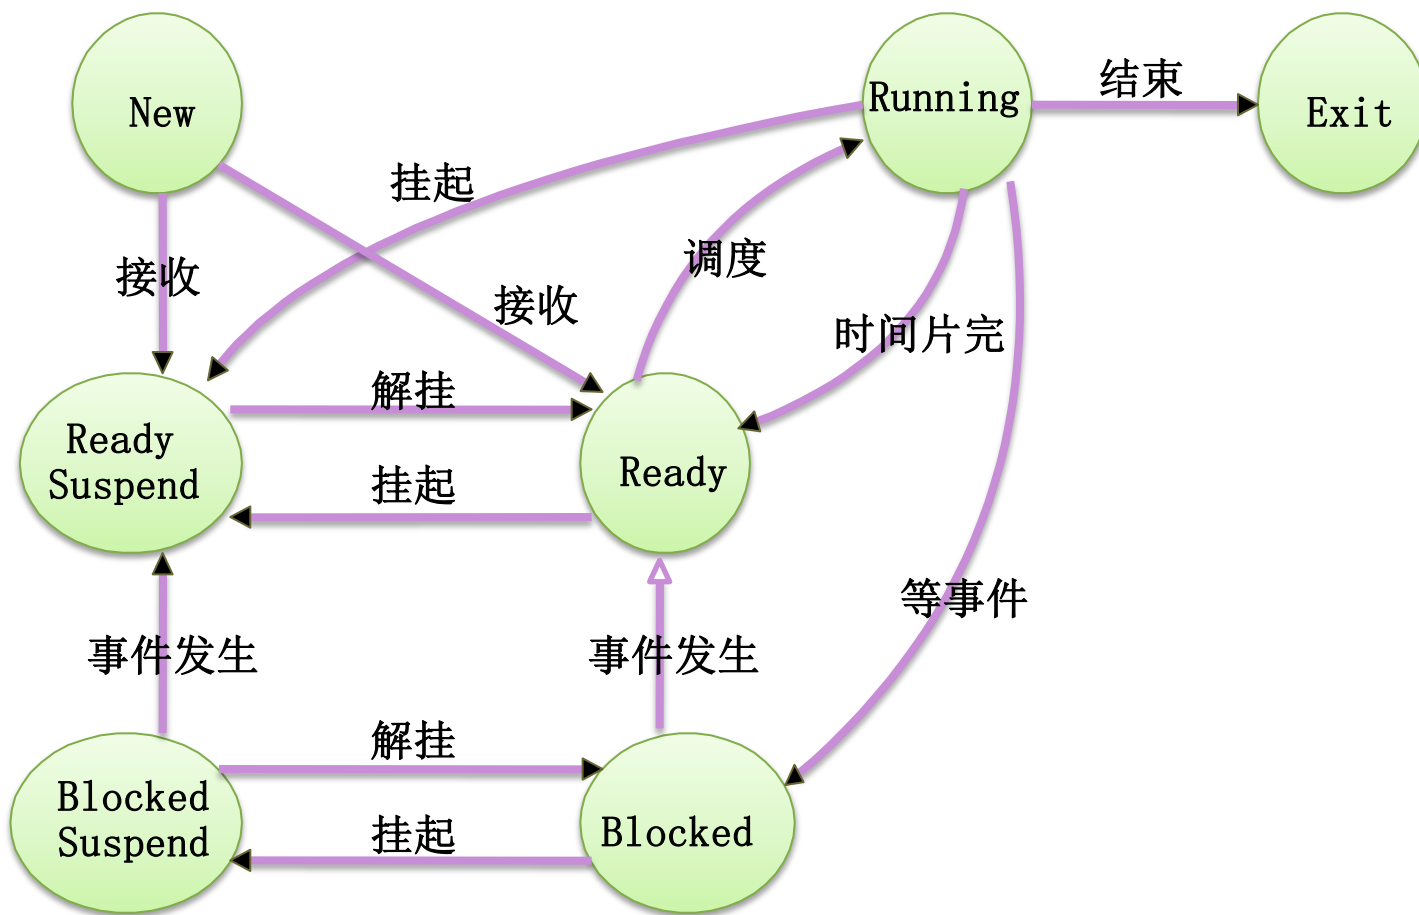 New
Running
结束
Exit
挂起
调度
接收
接收
时间片完
解挂
Ready
Suspend
Ready
挂起
等事件
事件发生
事件发生
解挂
Blocked
Suspend
Blocked
挂起